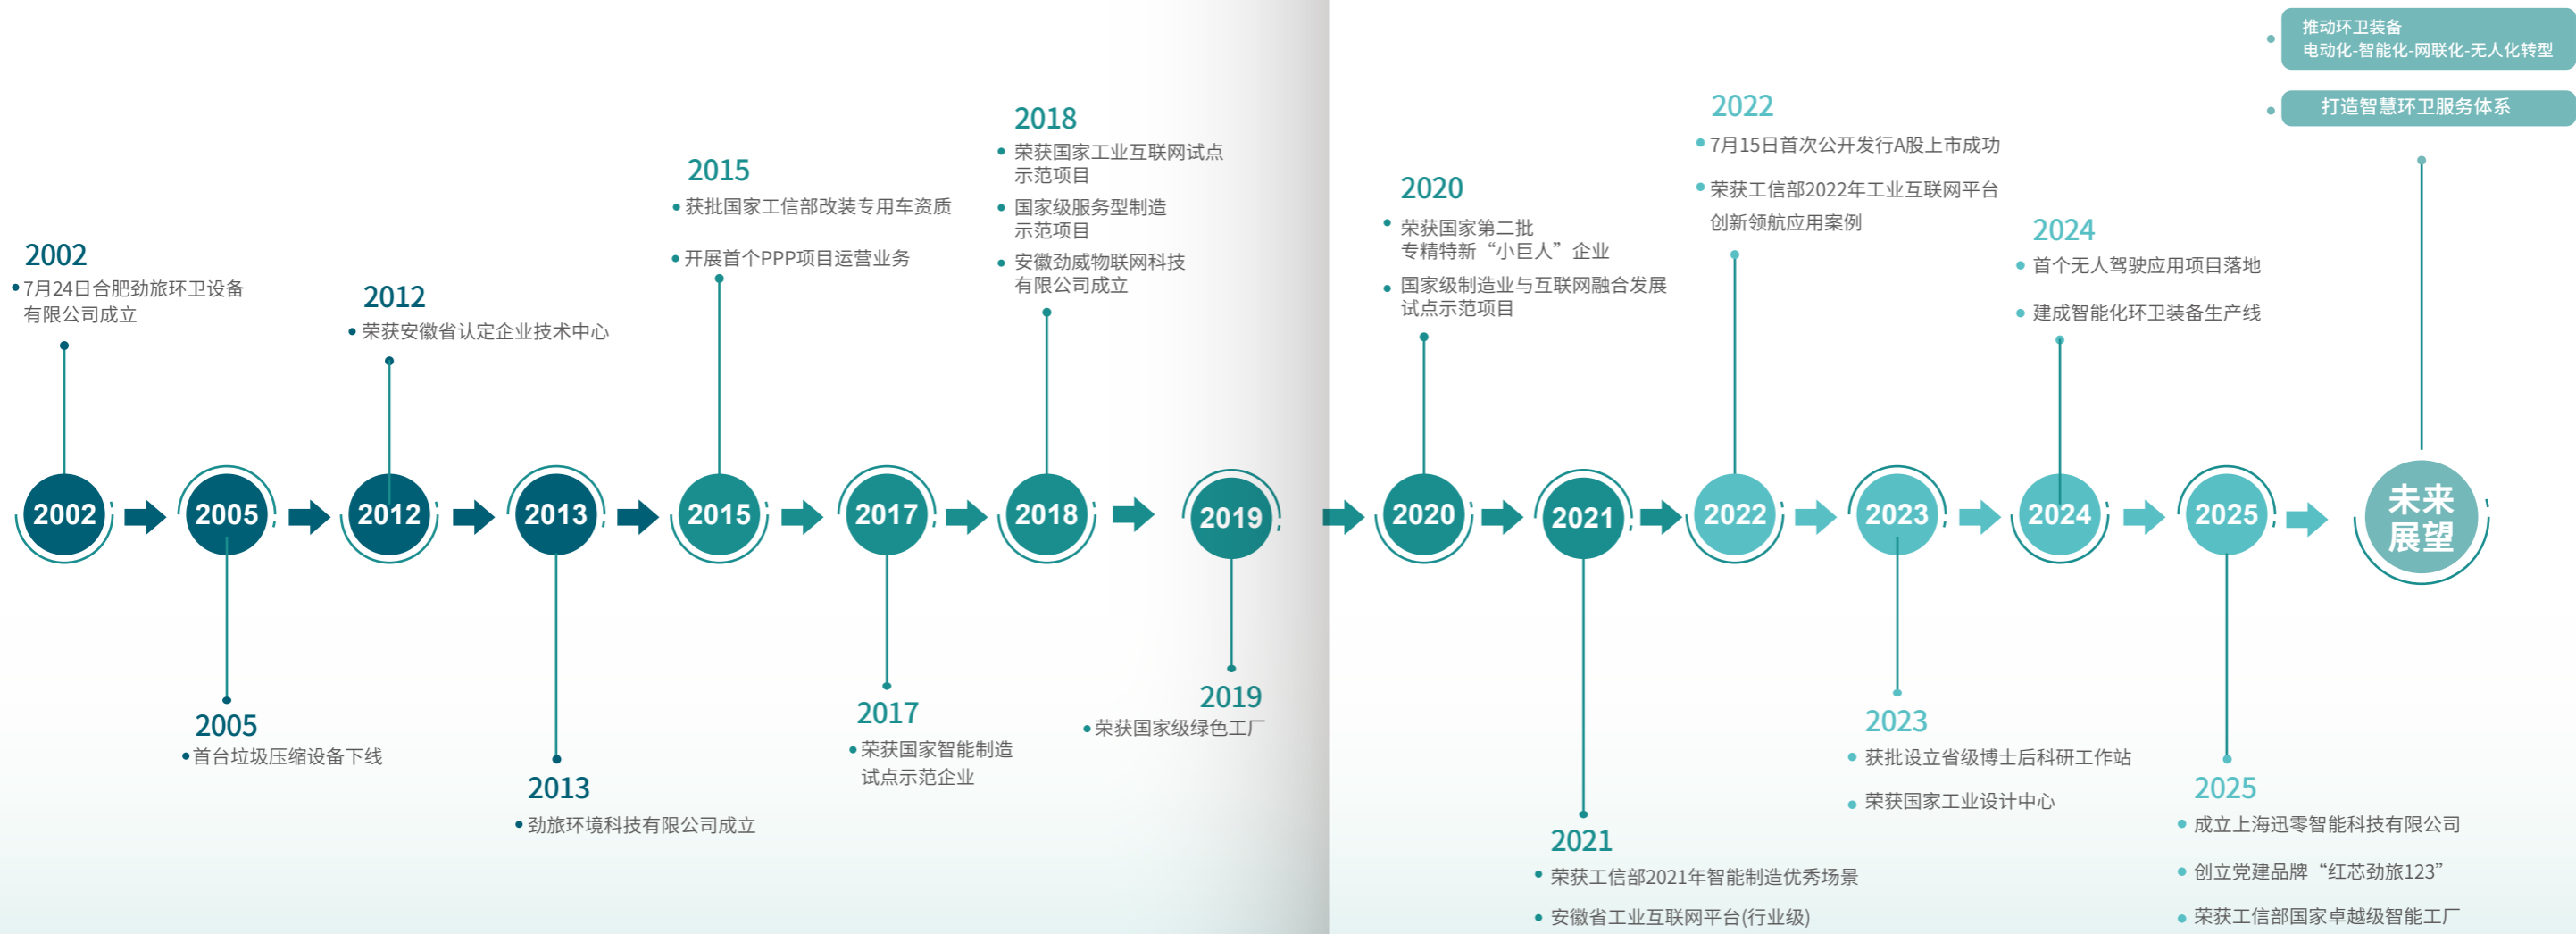 推动环卫装备
电动化-智能化-网联化-无人化转型
打造智慧环卫服务体系
2002
7月24日合肥劲旅环卫设备
有限公司成立
2012
荣获安徽省认定企业技术中心
2015
获批国家工信部改装专用车资质
开展首个PPP项目运营业务
2018
荣获国家工业互联网试点
示范项目
国家级服务型制造
示范项目
安徽劲威物联网科技
有限公司成立
2020
荣获国家第二批
专精特新“小巨人”企业
国家级制造业与互联网融合发展
试点示范项目
2022
7月15日首次公开发行A股上市成功
荣获工信部2022年工业互联网平台
创新领航应用案例
2024
首个无人驾驶应用项目落地
建成智能化环卫装备生产线
2002
2005
2012
2013
2015
2017
2018
2019
2020
2021
2022
2023
2024
2025
未来
展望
2005
首台垃圾压缩设备下线
2013
劲旅环境科技有限公司成立
2017
荣获国家智能制造
试点示范企业
2019
荣获国家级绿色工厂
2021
荣获工信部2021年智能制造优秀场景
安徽省工业互联网平台(行业级)
2023
获批设立省级博士后科研工作站
荣获国家工业设计中心
2025
成立上海迅零智能科技有限公司
创立党建品牌“红芯劲旅123”
荣获工信部国家卓越级智能工厂